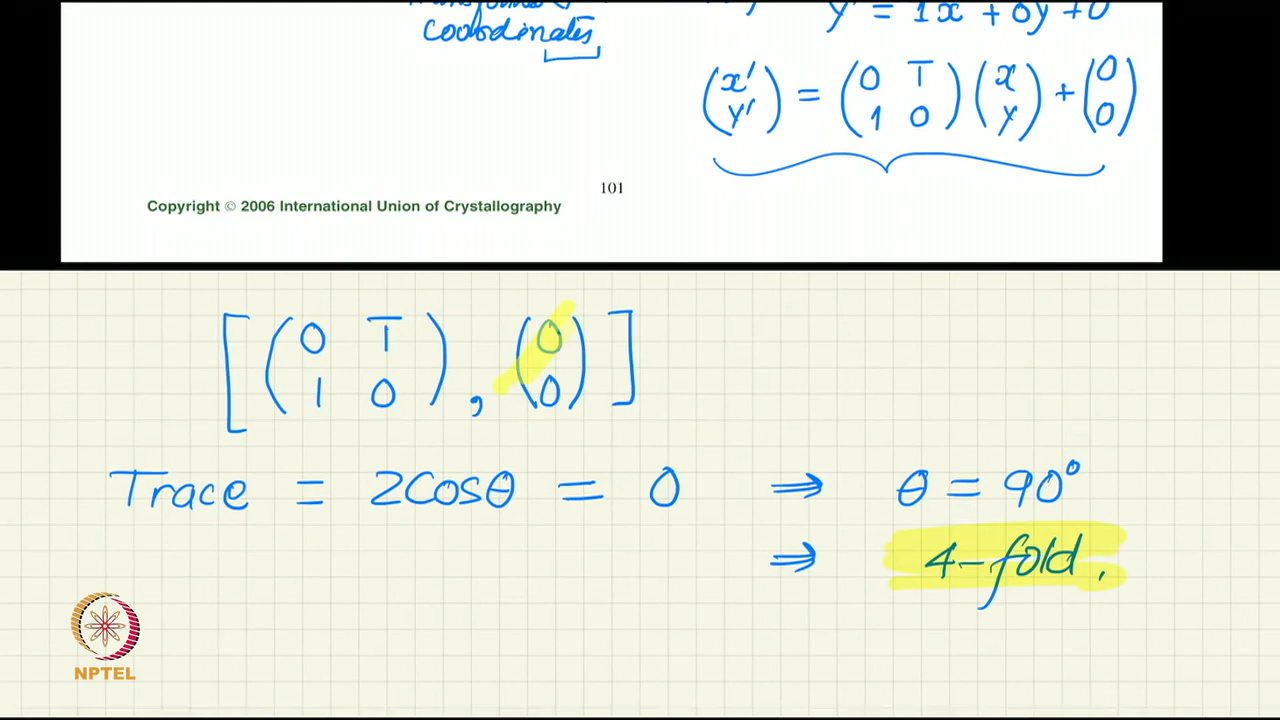 coordinates
y' = 1x + 0y + 0
(x' y') = (0 1̅ 1 0) (x y) + (0 0)
101
Copyright © 2006 International Union of Crystallography
[ (0 1̅ 1 0) , (0 0) ]
Trace = 2Cosθ = 0 ⇒ θ = 90°
⇒ 4-fold.
NPTEL